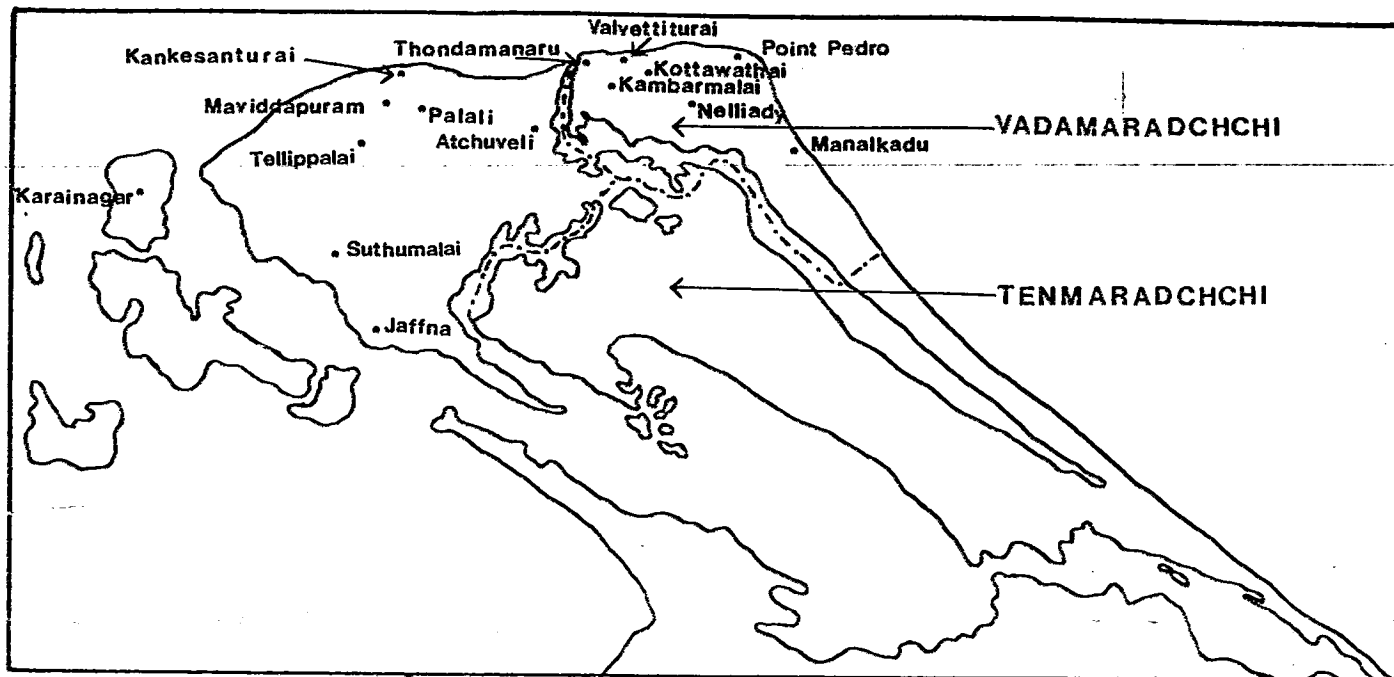 Valvettiturai
Thondamanaru
Point Pedro
Kankesanturai
Kottawathai
Kambarmalai
Maviddapuram
Palali
Nelliady
VADAMARADCHCHI
Atchuveli
Manalkadu
Tellippalai
Karainagar
Suthumalai
TENMARADCHCHI
Jaffna